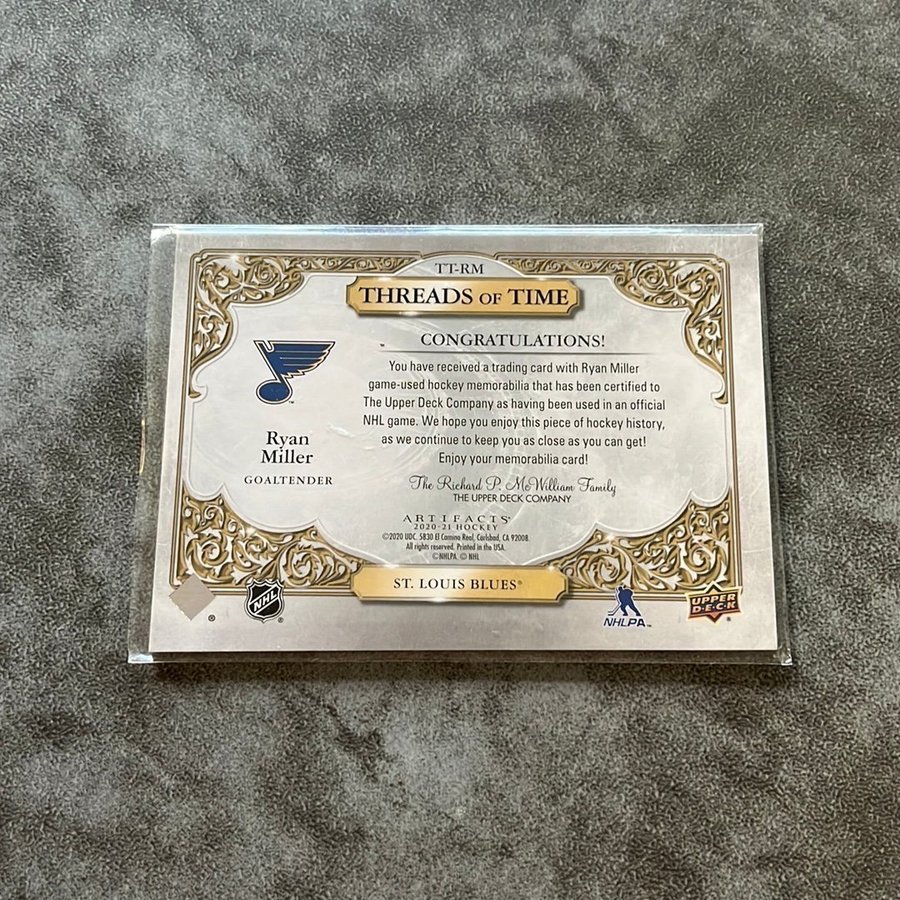 TT-RM
THREADS OF TIME
CONGRATULATIONS!
You have received a trading card with Ryan Miller
game-used hockey memorabilia that has been certified to
The Upper Deck Company as having been used in an official
NHL game. We hope you enjoy this piece of hockey history,
as we continue to keep you as close as you can get!
Enjoy your memorabilia card!
The Richard P. McWilliam Family
THE UPPER DECK COMPANY
Ryan
Miller
GOALTENDER
ARTIFACTS®
2020-21 HOCKEY
©2020 UDC. 5830 El Camino Real, Carlsbad, CA 92008.
All rights reserved. Printed in the USA.
©NHLPA. © NHL
ST. LOUIS BLUES®
NHL
®
®
NHLPA™
UPPER
DECK
®